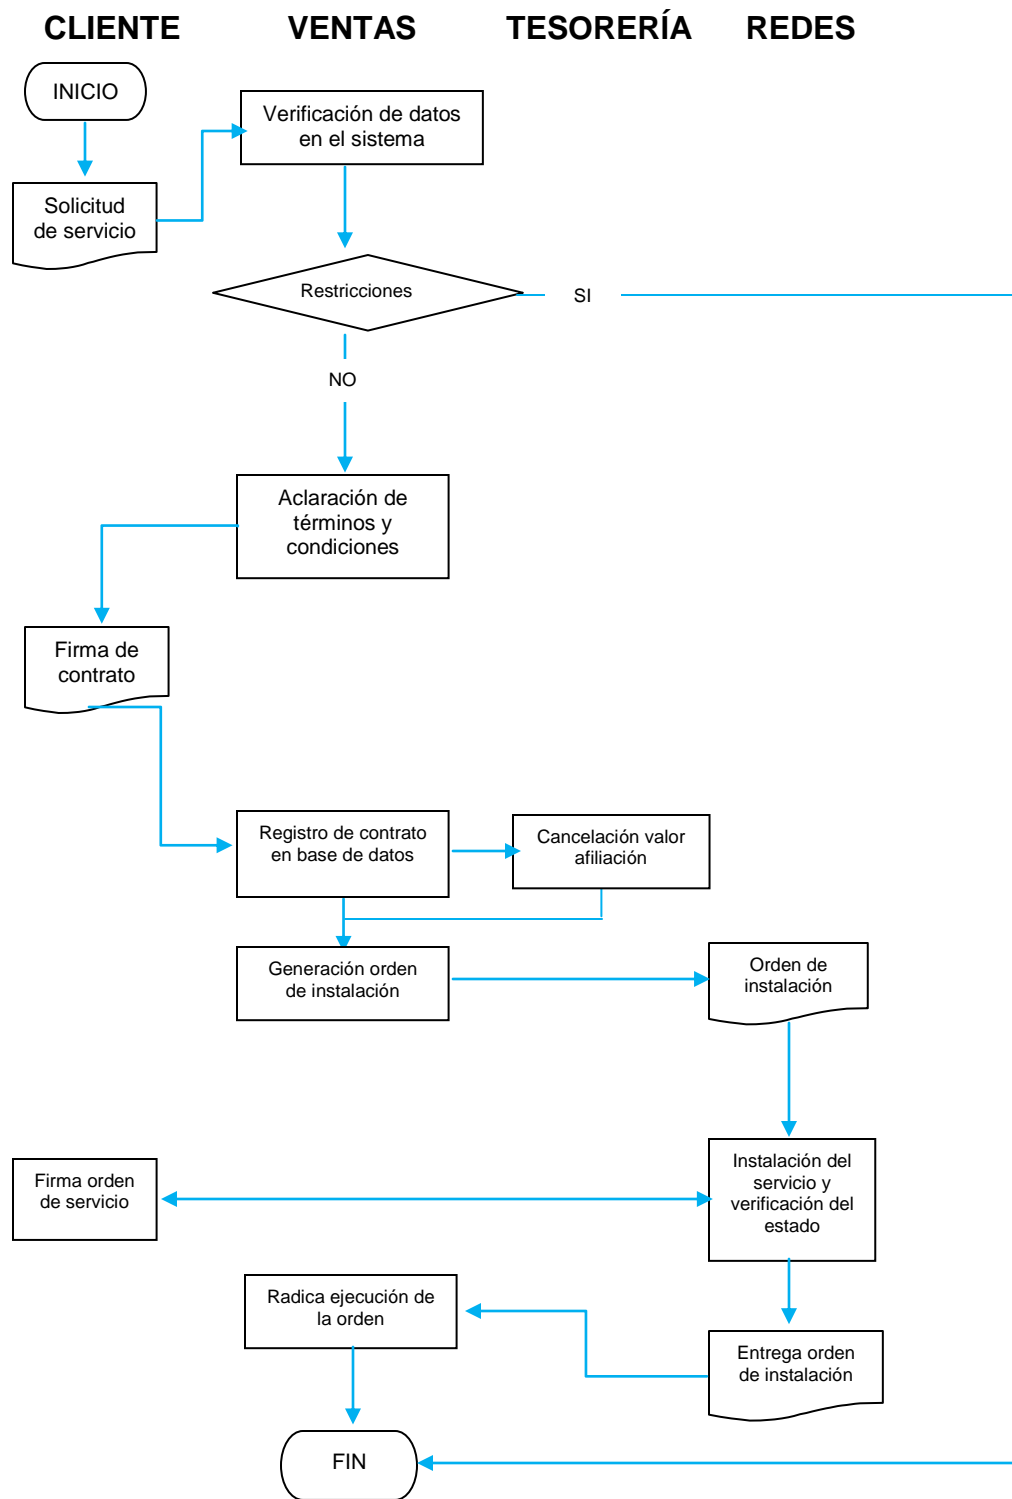 CLIENTE VENTAS TESORERÍA REDES
INICIO
Verificación de datos
en el sistema
Solicitud
de servicio
Restricciones
SI
NO
Aclaración de
términos y
condiciones
Firma de
contrato
Registro de contrato
en base de datos
Cancelación valor
afiliación
Generación orden
de instalación
Orden de
instalación
Instalación del
servicio y
verificación del
estado
Firma orden
de servicio
Radica ejecución de
la orden
Entrega orden
de instalación
FIN